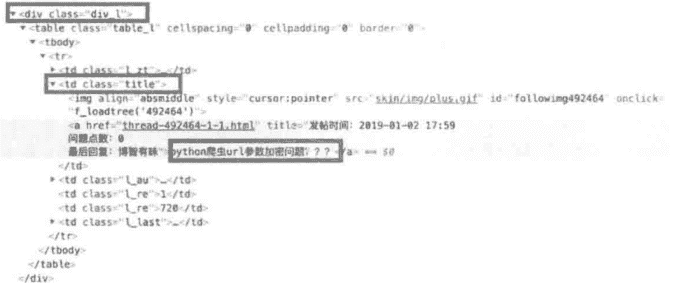 ▼<div class="div_l">
▼<table class="table_l" cellspacing="0" cellpadding="0" border="0">
▼<tbody>
▼<tr>
▶<td class="l_zt">…</td>
▼<td class="title">
<img align="absmiddle" style="cursor:pointer" src="skin/img/plus.gif" id="followimg492464" onclick=
"f_loadtree('492464')">
<a href="thread-492464-1-1.html" title="发帖时间：2019-01-02 17:59
问题点数：0
最后回复：博智有眛">python爬虫url参数加密问题？？？</a> == $0
</td>
▶<td class="l_au">…</td>
<td class="l_re">1</td>
<td class="l_re">720</td>
▶<td class="l_last">…</td>
</tr>
</tbody>
</table>
</div>